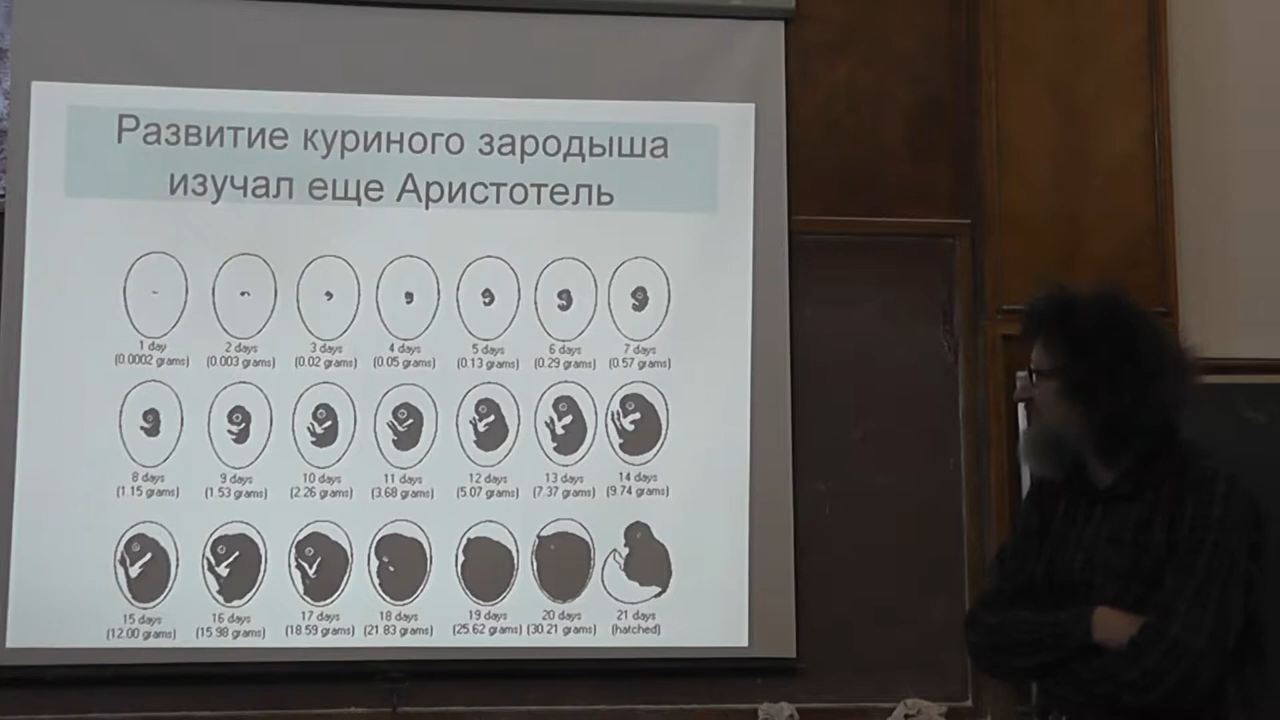 Развитие куриного зародыша
изучал еще Аристотель
1 day 2 days 3 days 4 days 5 days 6 days 7 days
(0.0002 grams) (0.003 grams) (0.02 grams) (0.05 grams) (0.13 grams) (0.29 grams) (0.57 grams)
8 days 9 days 10 days 11 days 12 days 13 days 14 days
(1.15 grams) (1.53 grams) (2.26 grams) (3.68 grams) (5.07 grams) (7.37 grams) (9.74 grams)
15 days 16 days 17 days 18 days 19 days 20 days 21 days
(12.00 grams) (15.98 grams) (18.59 grams) (21.83 grams) (25.62 grams) (30.21 grams) (hatched)